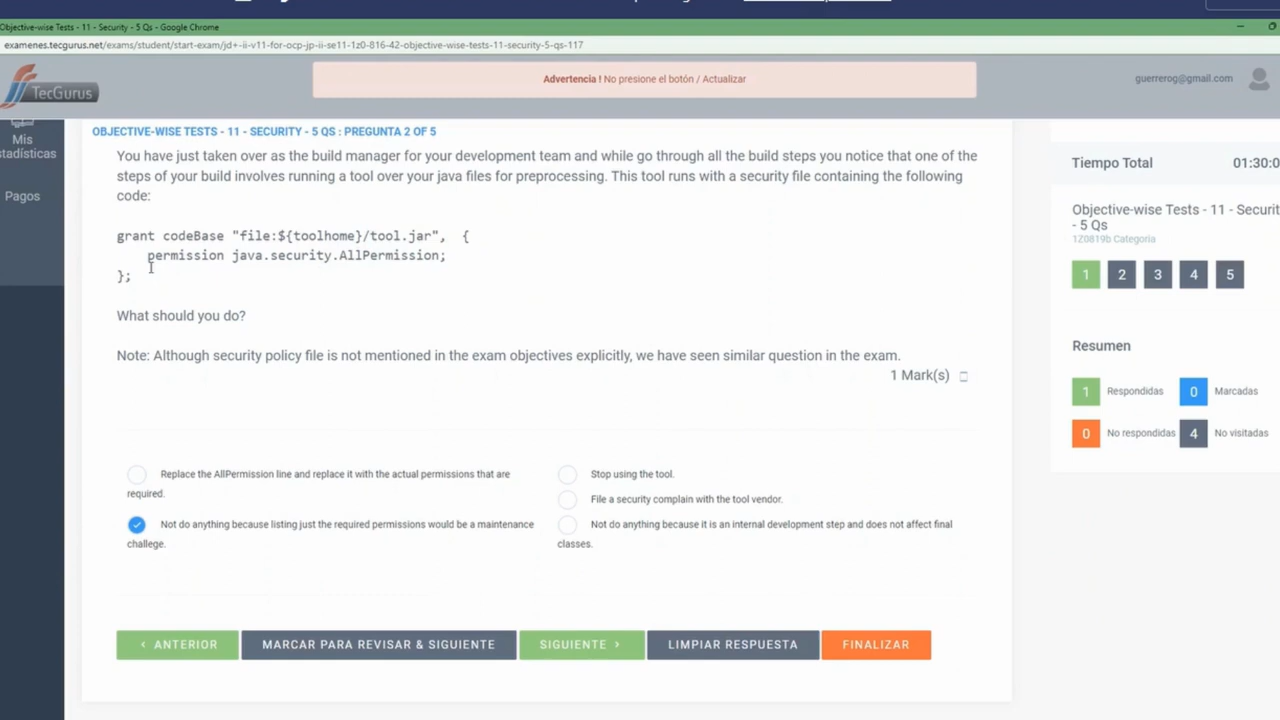 Objective-wise Tests - 11 - Security - 5 Qs - Google Chrome
examenes.tecgurus.net/exams/student/start-exam/jd+-ii-v11-for-ocp-jp-ii-se11-1z0-816-42-objective-wise-tests-11-security-5-qs-117
TecGurus
Advertencia ! No presione el botón / Actualizar
guerrerog@gmail.com
Mis
stadísticas
Pagos
OBJECTIVE-WISE TESTS - 11 - SECURITY - 5 QS : PREGUNTA 2 OF 5
You have just taken over as the build manager for your development team and while go through all the build steps you notice that one of the
steps of your build involves running a tool over your java files for preprocessing. This tool runs with a security file containing the following
code:
grant codeBase "file:${toolhome}/tool.jar", {
permission java.security.AllPermission;
};
What should you do?
Note: Although security policy file is not mentioned in the exam objectives explicitly, we have seen similar question in the exam.
1 Mark(s)
Replace the AllPermission line and replace it with the actual permissions that are
required.
Stop using the tool.
File a security complain with the tool vendor.
Not do anything because listing just the required permissions would be a maintenance
challege.
Not do anything because it is an internal development step and does not affect final
classes.
‹ ANTERIOR
MARCAR PARA REVISAR & SIGUIENTE
SIGUIENTE ›
LIMPIAR RESPUESTA
FINALIZAR
Tiempo Total
01:30:0
Objective-wise Tests - 11 - Securit
- 5 Qs
1Z0819b Categoria
1 2 3 4 5
Resumen
1 Respondidas
0 Marcadas
0 No respondidas
4 No visitadas